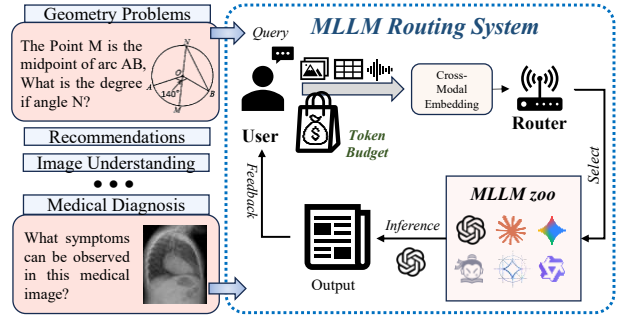 Geometry Problems
The Point M is the
midpoint of arc AB,
What is the degree
if angle N?
N
O
A
B
140°
M
Recommendations
Image Understanding
Medical Diagnosis
What symptoms
can be observed
in this medical
image?
MLLM Routing System
Query
User
$
Token
Budget
Cross-
Modal
Embedding
Router
Select
MLLM zoo
Inference
Output
Feedback